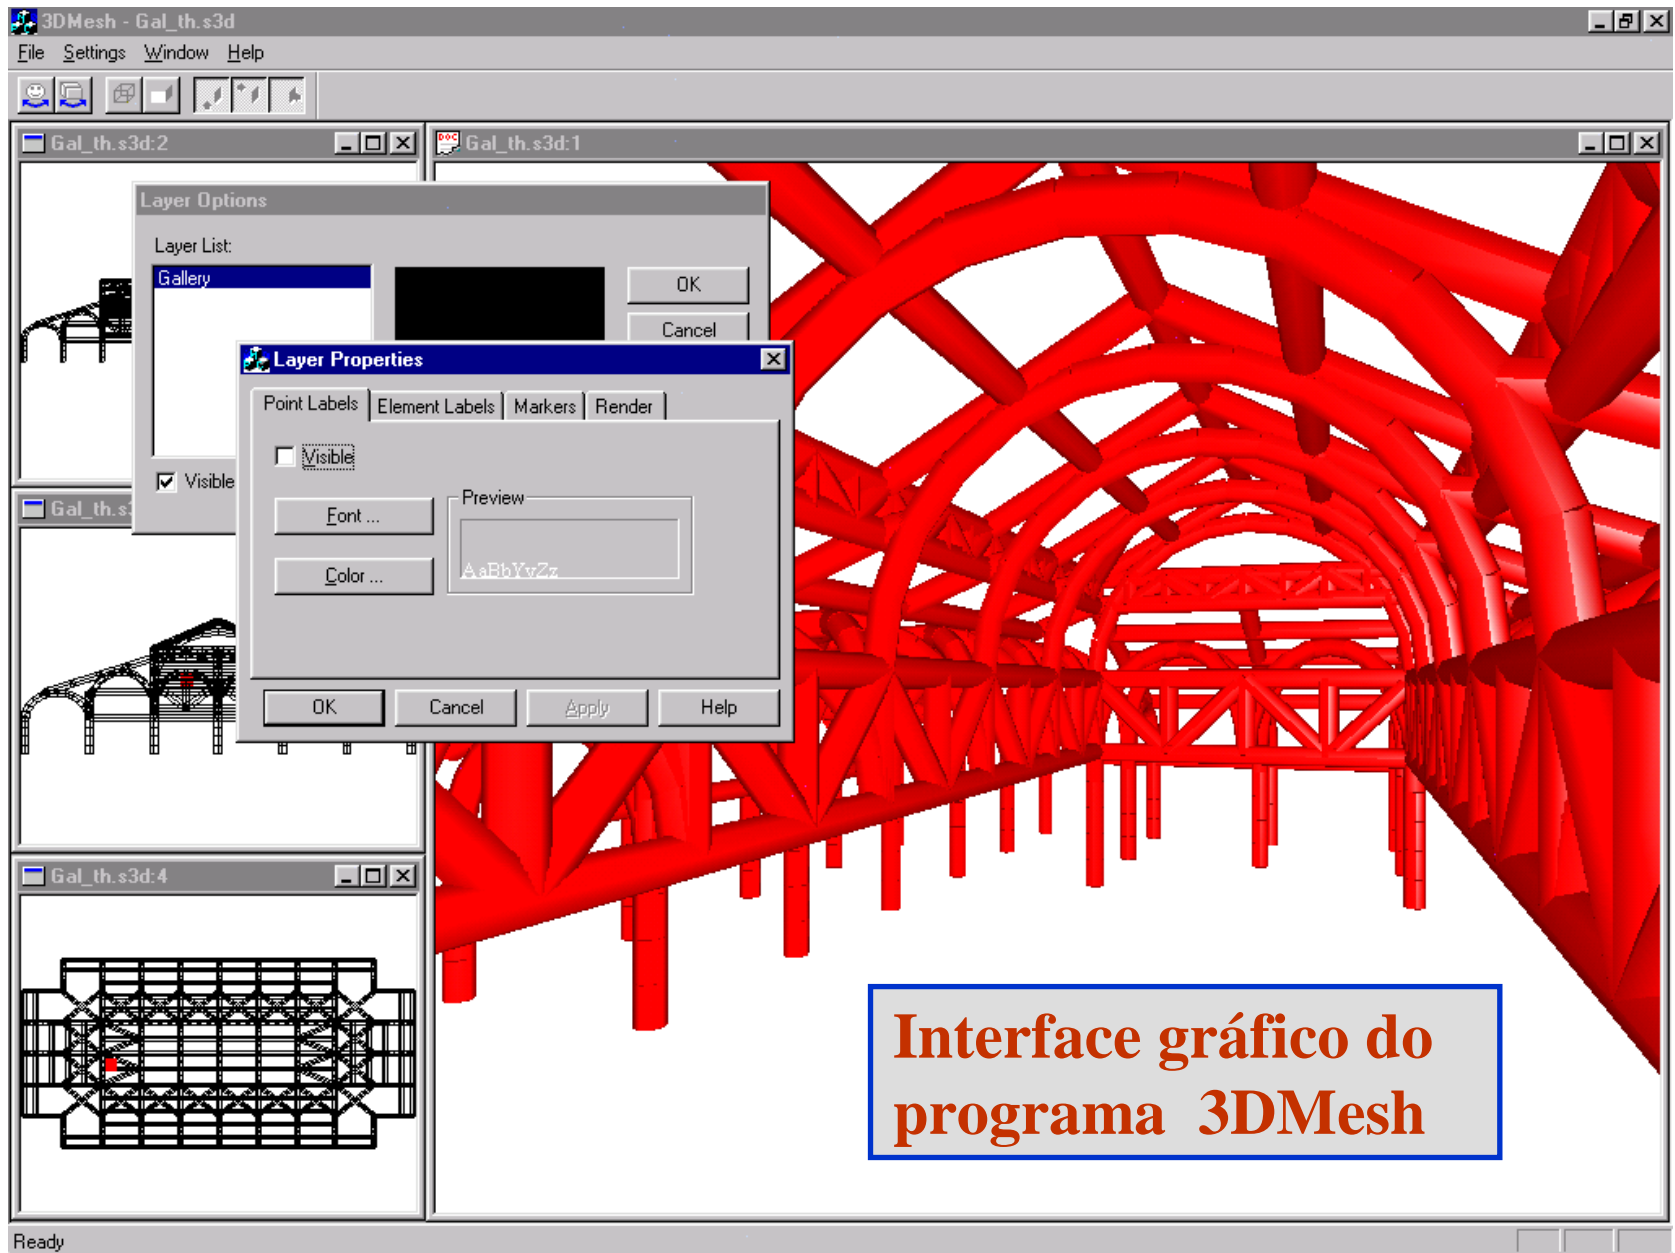 3DMesh - Gal_th.s3d
File Settings Window Help
Gal_th.s3d:2
Gal_th.s3d:1
Layer Options
Layer List:
Gallery
OK
Cancel
Visible
Layer Properties
Point Labels Element Labels Markers Render
Visible
Font ...
Preview
Color ...
AaBbYyZz
OK Cancel Apply Help
Gal_th.s3d:4
Interface gráfico do
programa 3DMesh
Ready